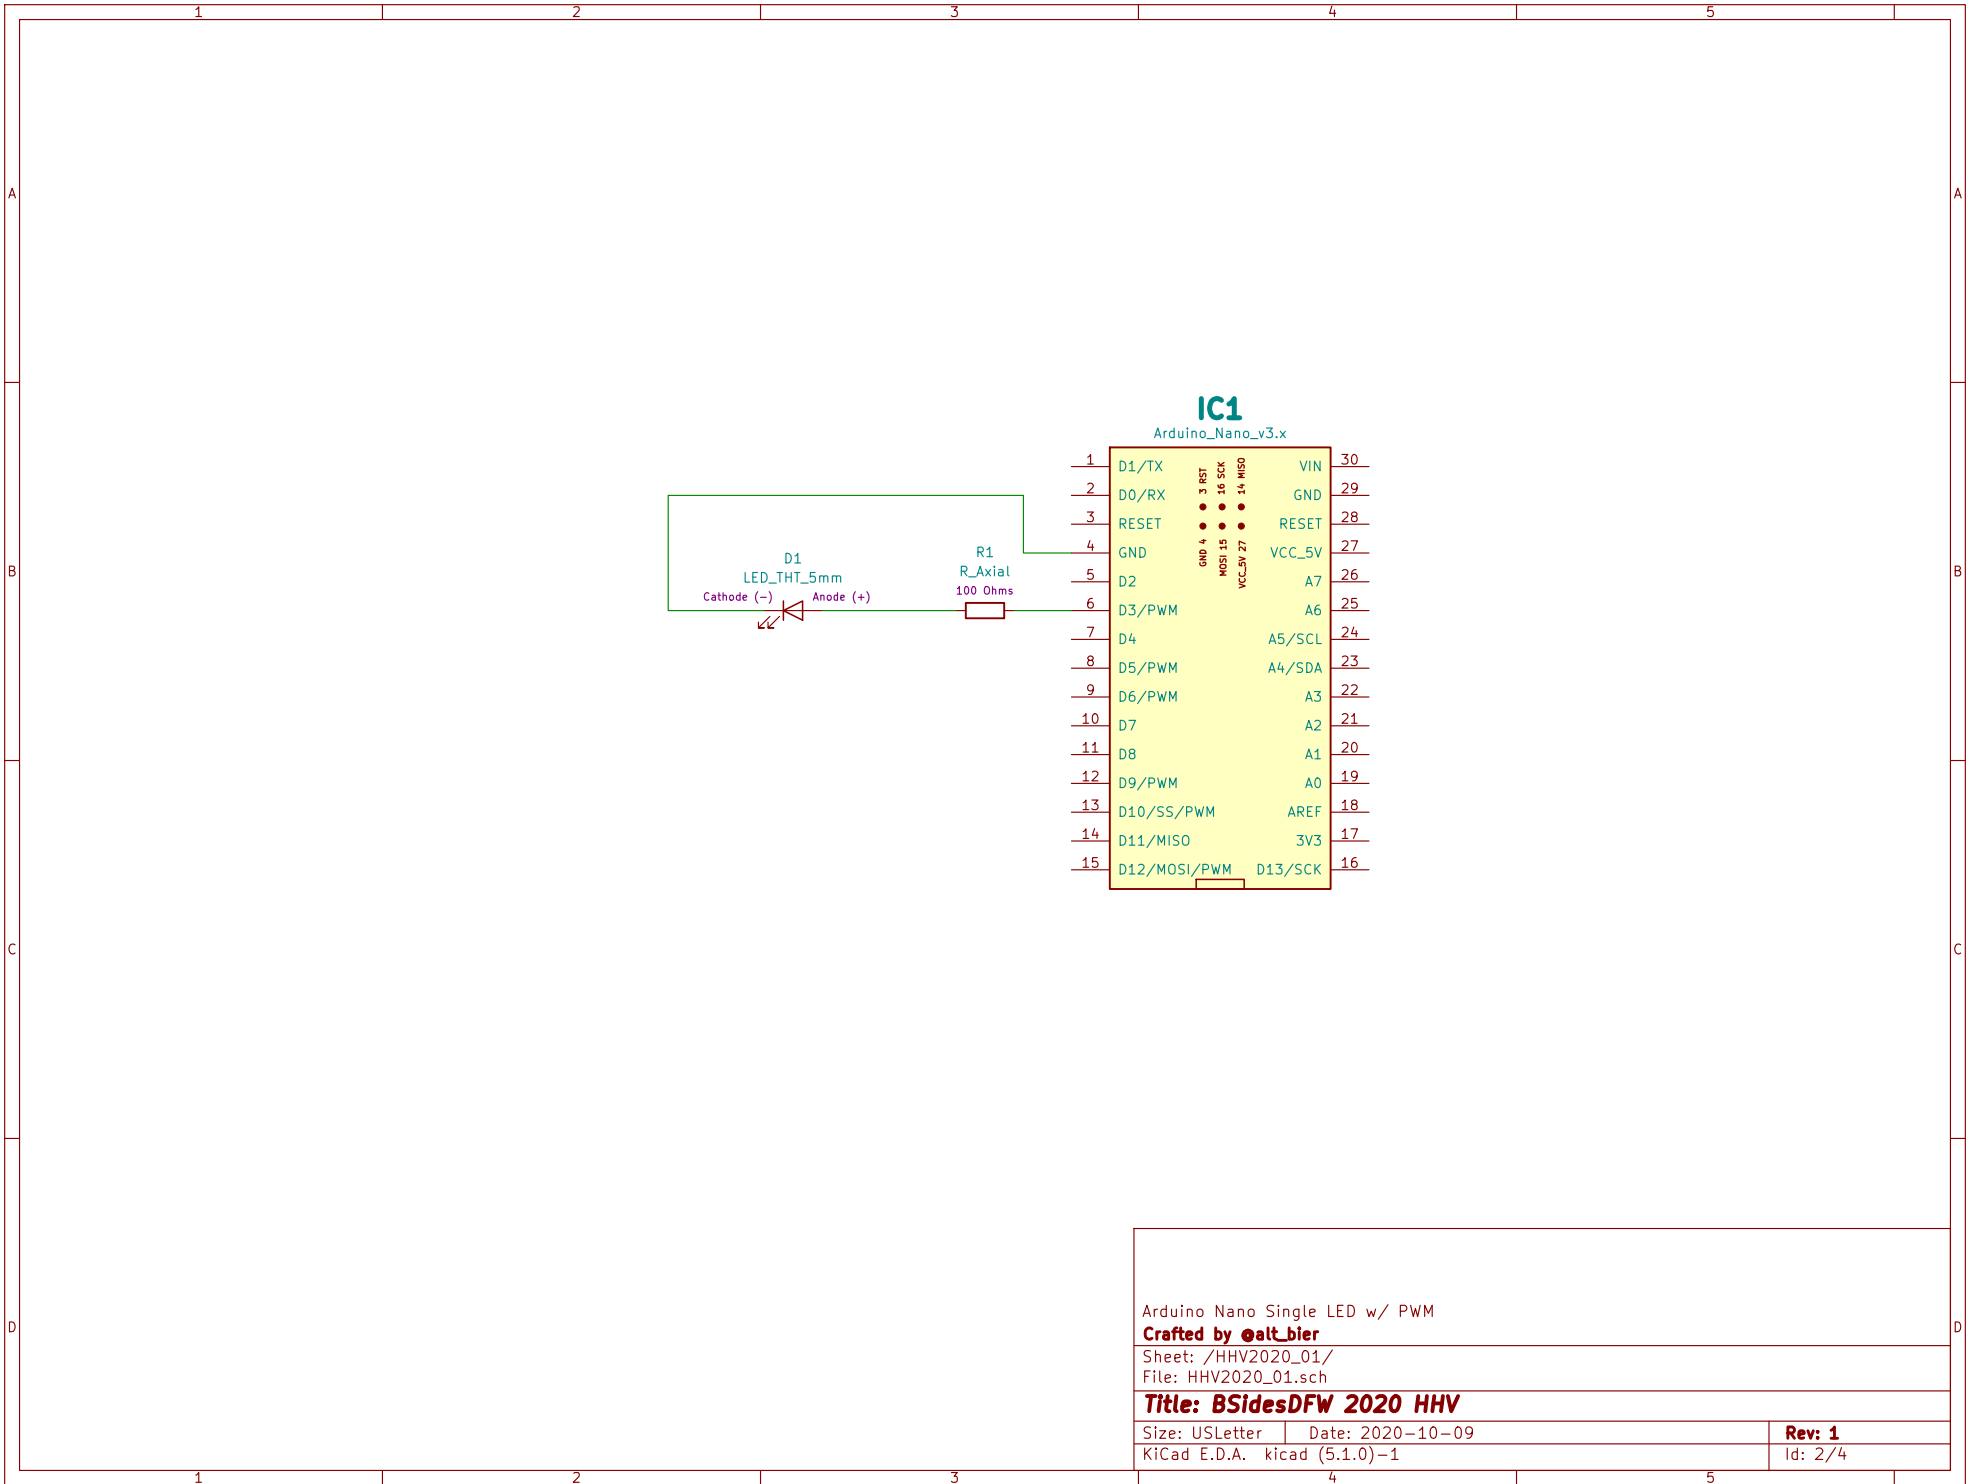 1 2 3 4 5
A A
IC1
Arduino_Nano_v3.x
1 D1/TX VIN 30
2 D0/RX GND 29
3 RESET RESET 28
4 GND VCC_5V 27
5 D2 A7 26
6 D3/PWM A6 25
7 D4 A5/SCL 24
8 D5/PWM A4/SDA 23
9 D6/PWM A3 22
10 D7 A2 21
11 D8 A1 20
12 D9/PWM A0 19
13 D10/SS/PWM AREF 18
14 D11/MISO 3V3 17
15 D12/MOSI/PWM D13/SCK 16
3 RST
16 SCK
14 MISO
GND 4
MOSI 15
VCC_5V 27
D1
LED_THT_5mm
Cathode (-) Anode (+)
R1
R_Axial
100 Ohms
B B
C C
D D
Arduino Nano Single LED w/ PWM
Crafted by @alt_bier
Sheet: /HHV2020_01/
File: HHV2020_01.sch
Title: BSidesDFW 2020 HHV
Size: USLetter Date: 2020-10-09 Rev: 1
KiCad E.D.A. kicad (5.1.0)-1 Id: 2/4
1 2 3 4 5